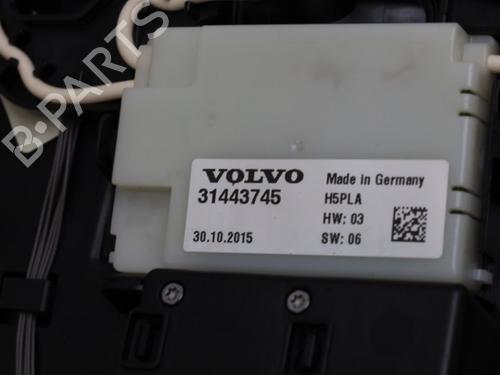 B-PARTS
VOLVO Made in Germany
31443745 H5PLA
HW: 03
30.10.2015 SW: 06